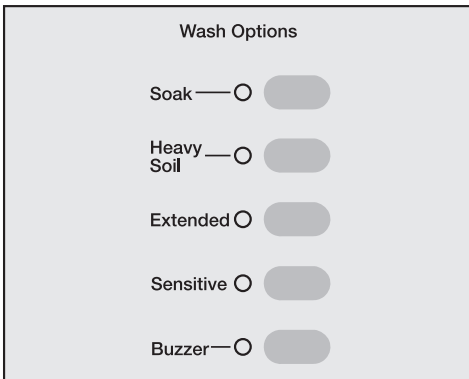 Wash Options
Soak
Heavy
Soil
Extended
Sensitive
Buzzer